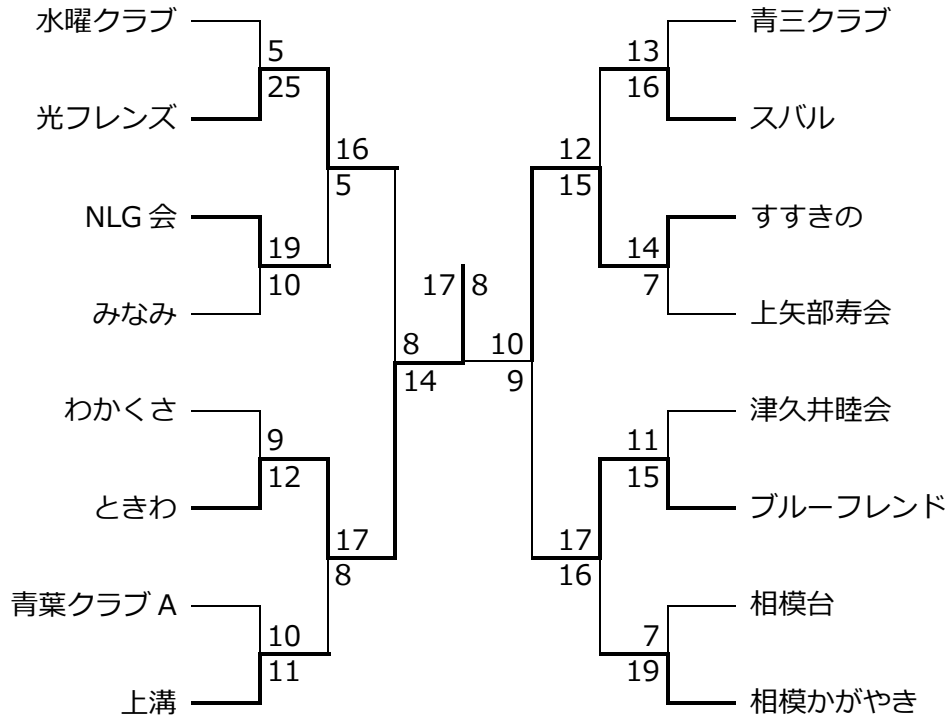 水曜クラブ
5
25
光フレンズ
16
5
NLG 会
19
10
みなみ
わかくさ
9
12
ときわ
17
8
青葉クラブ A
10
11
上溝
8
14
17 8
10
9
青三クラブ
13
16
スバル
12
15
すすきの
14
7
上矢部寿会
津久井睦会
11
15
ブルーフレンド
17
16
相模台
7
19
相模かがやき